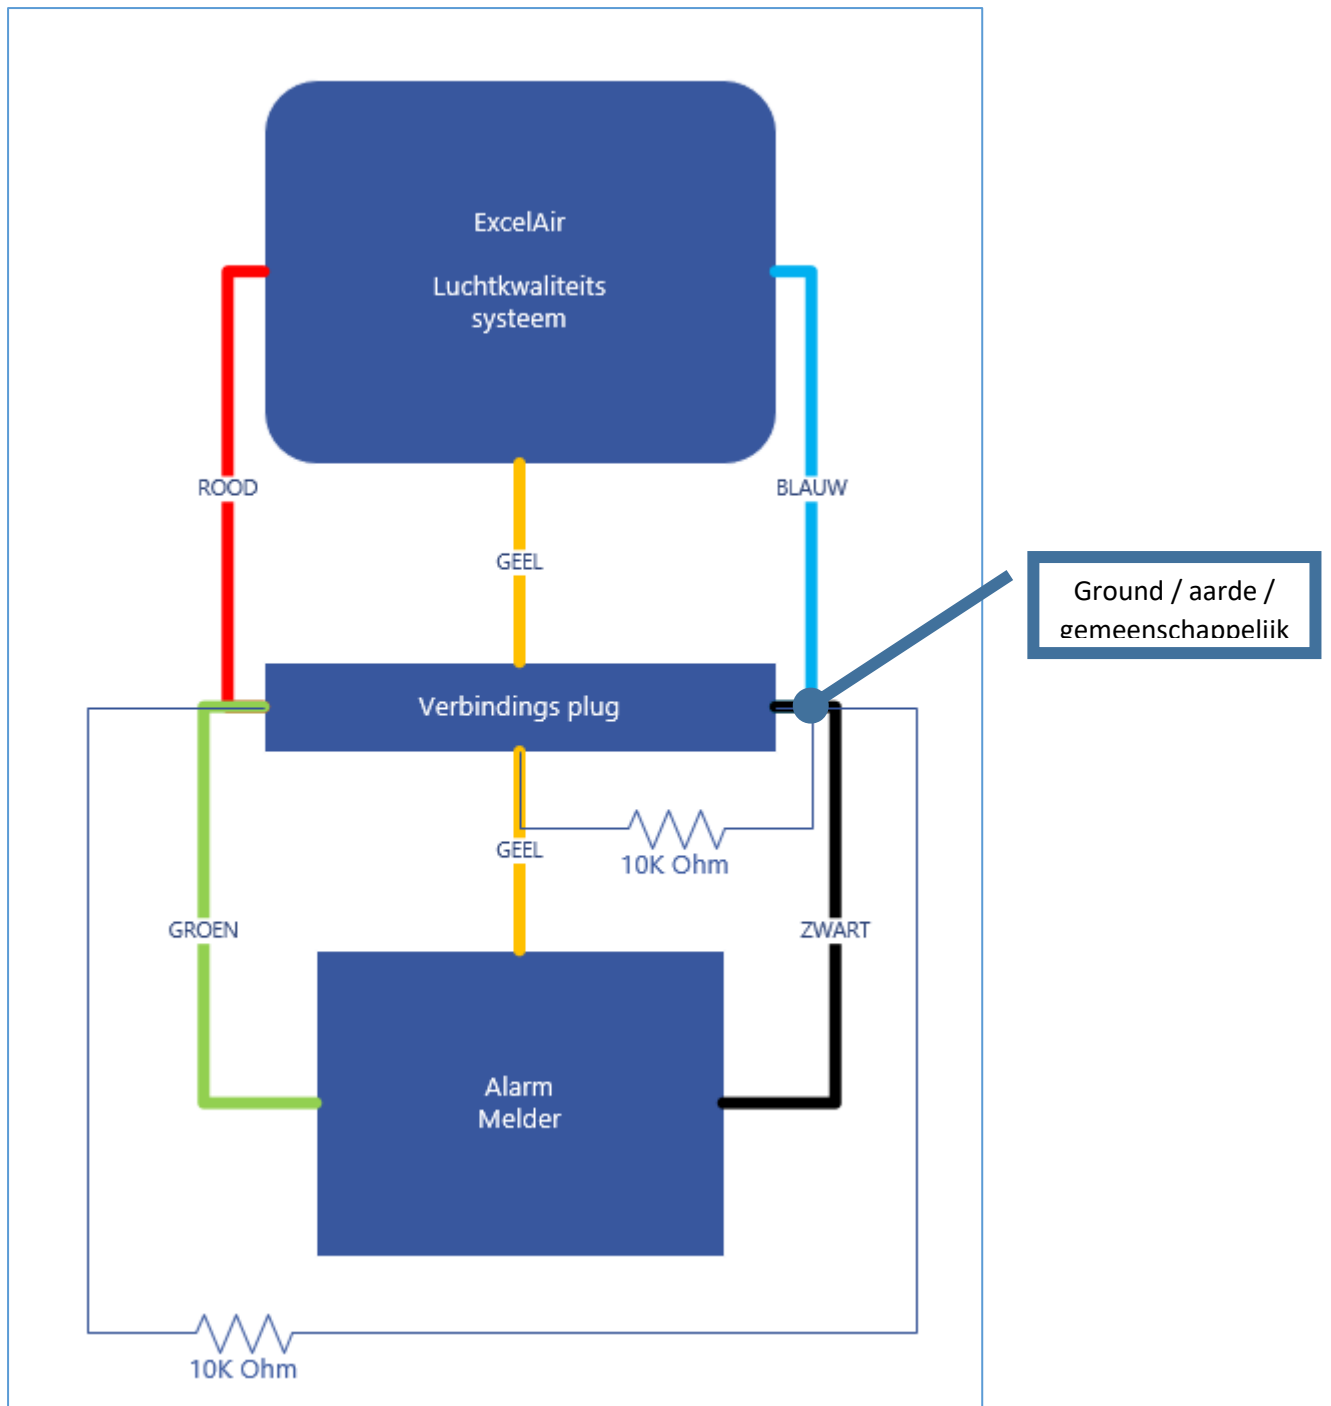 ExcelAir
Luchtkwaliteits
systeem
ROOD
BLAUW
GEEL
Ground / aarde /
gemeenschappelijk
Verbindings plug
GEEL
10K Ohm
GROEN
ZWART
Alarm
Melder
10K Ohm